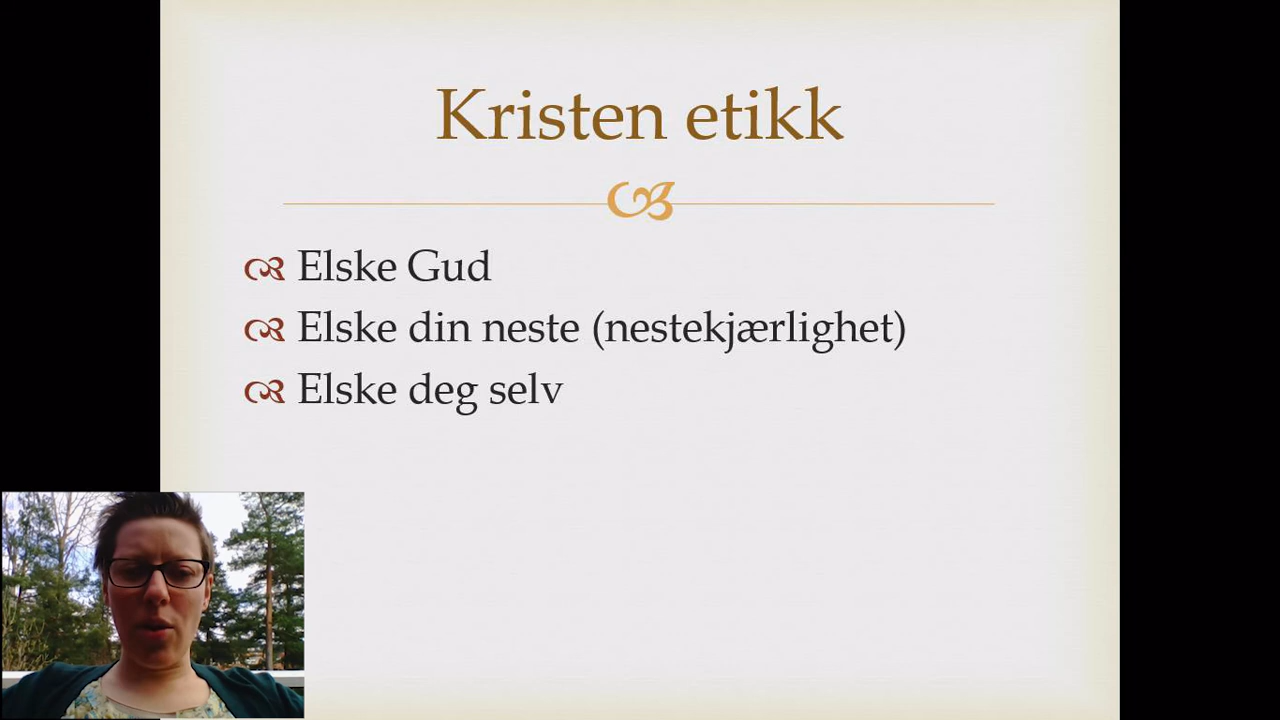 Kristen etikk
Elske Gud
Elske din neste (nestekjærlighet)
Elske deg selv